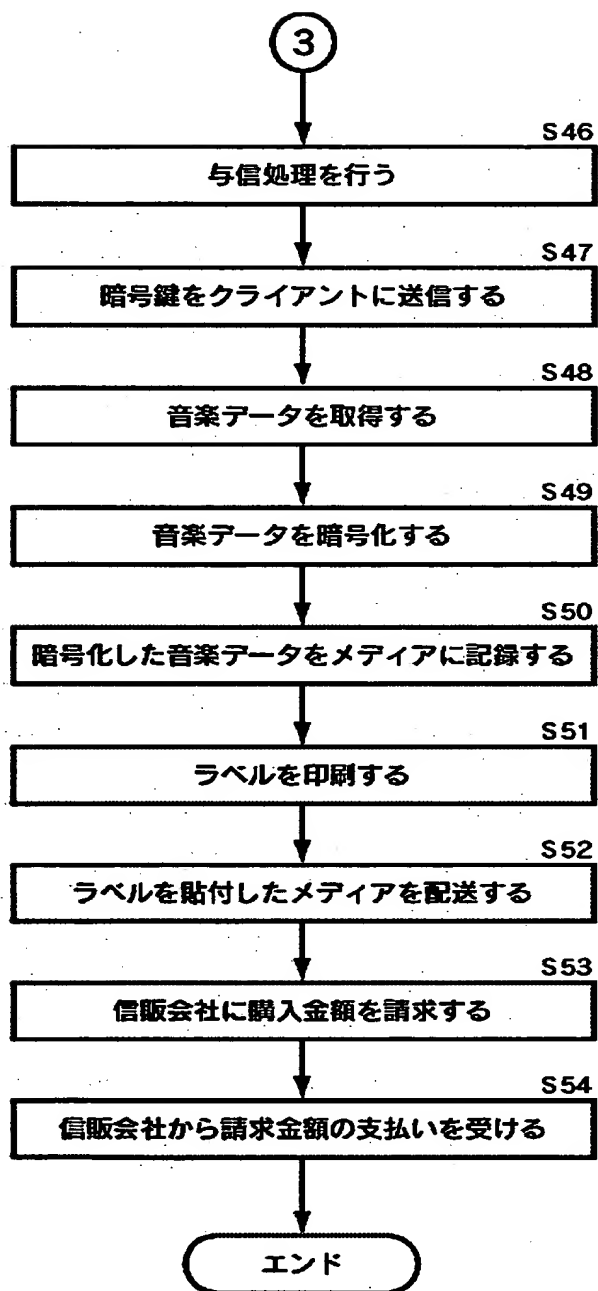 3
S46
与信処理を行う
S47
暗号鍵をクライアントに送信する
S48
音楽データを取得する
S49
音楽データを暗号化する
S50
暗号化した音楽データをメディアに記録する
S51
ラベルを印刷する
S52
ラベルを貼付したメディアを配送する
S53
信販会社に購入金額を請求する
S54
信販会社から請求金額の支払いを受ける
エンド